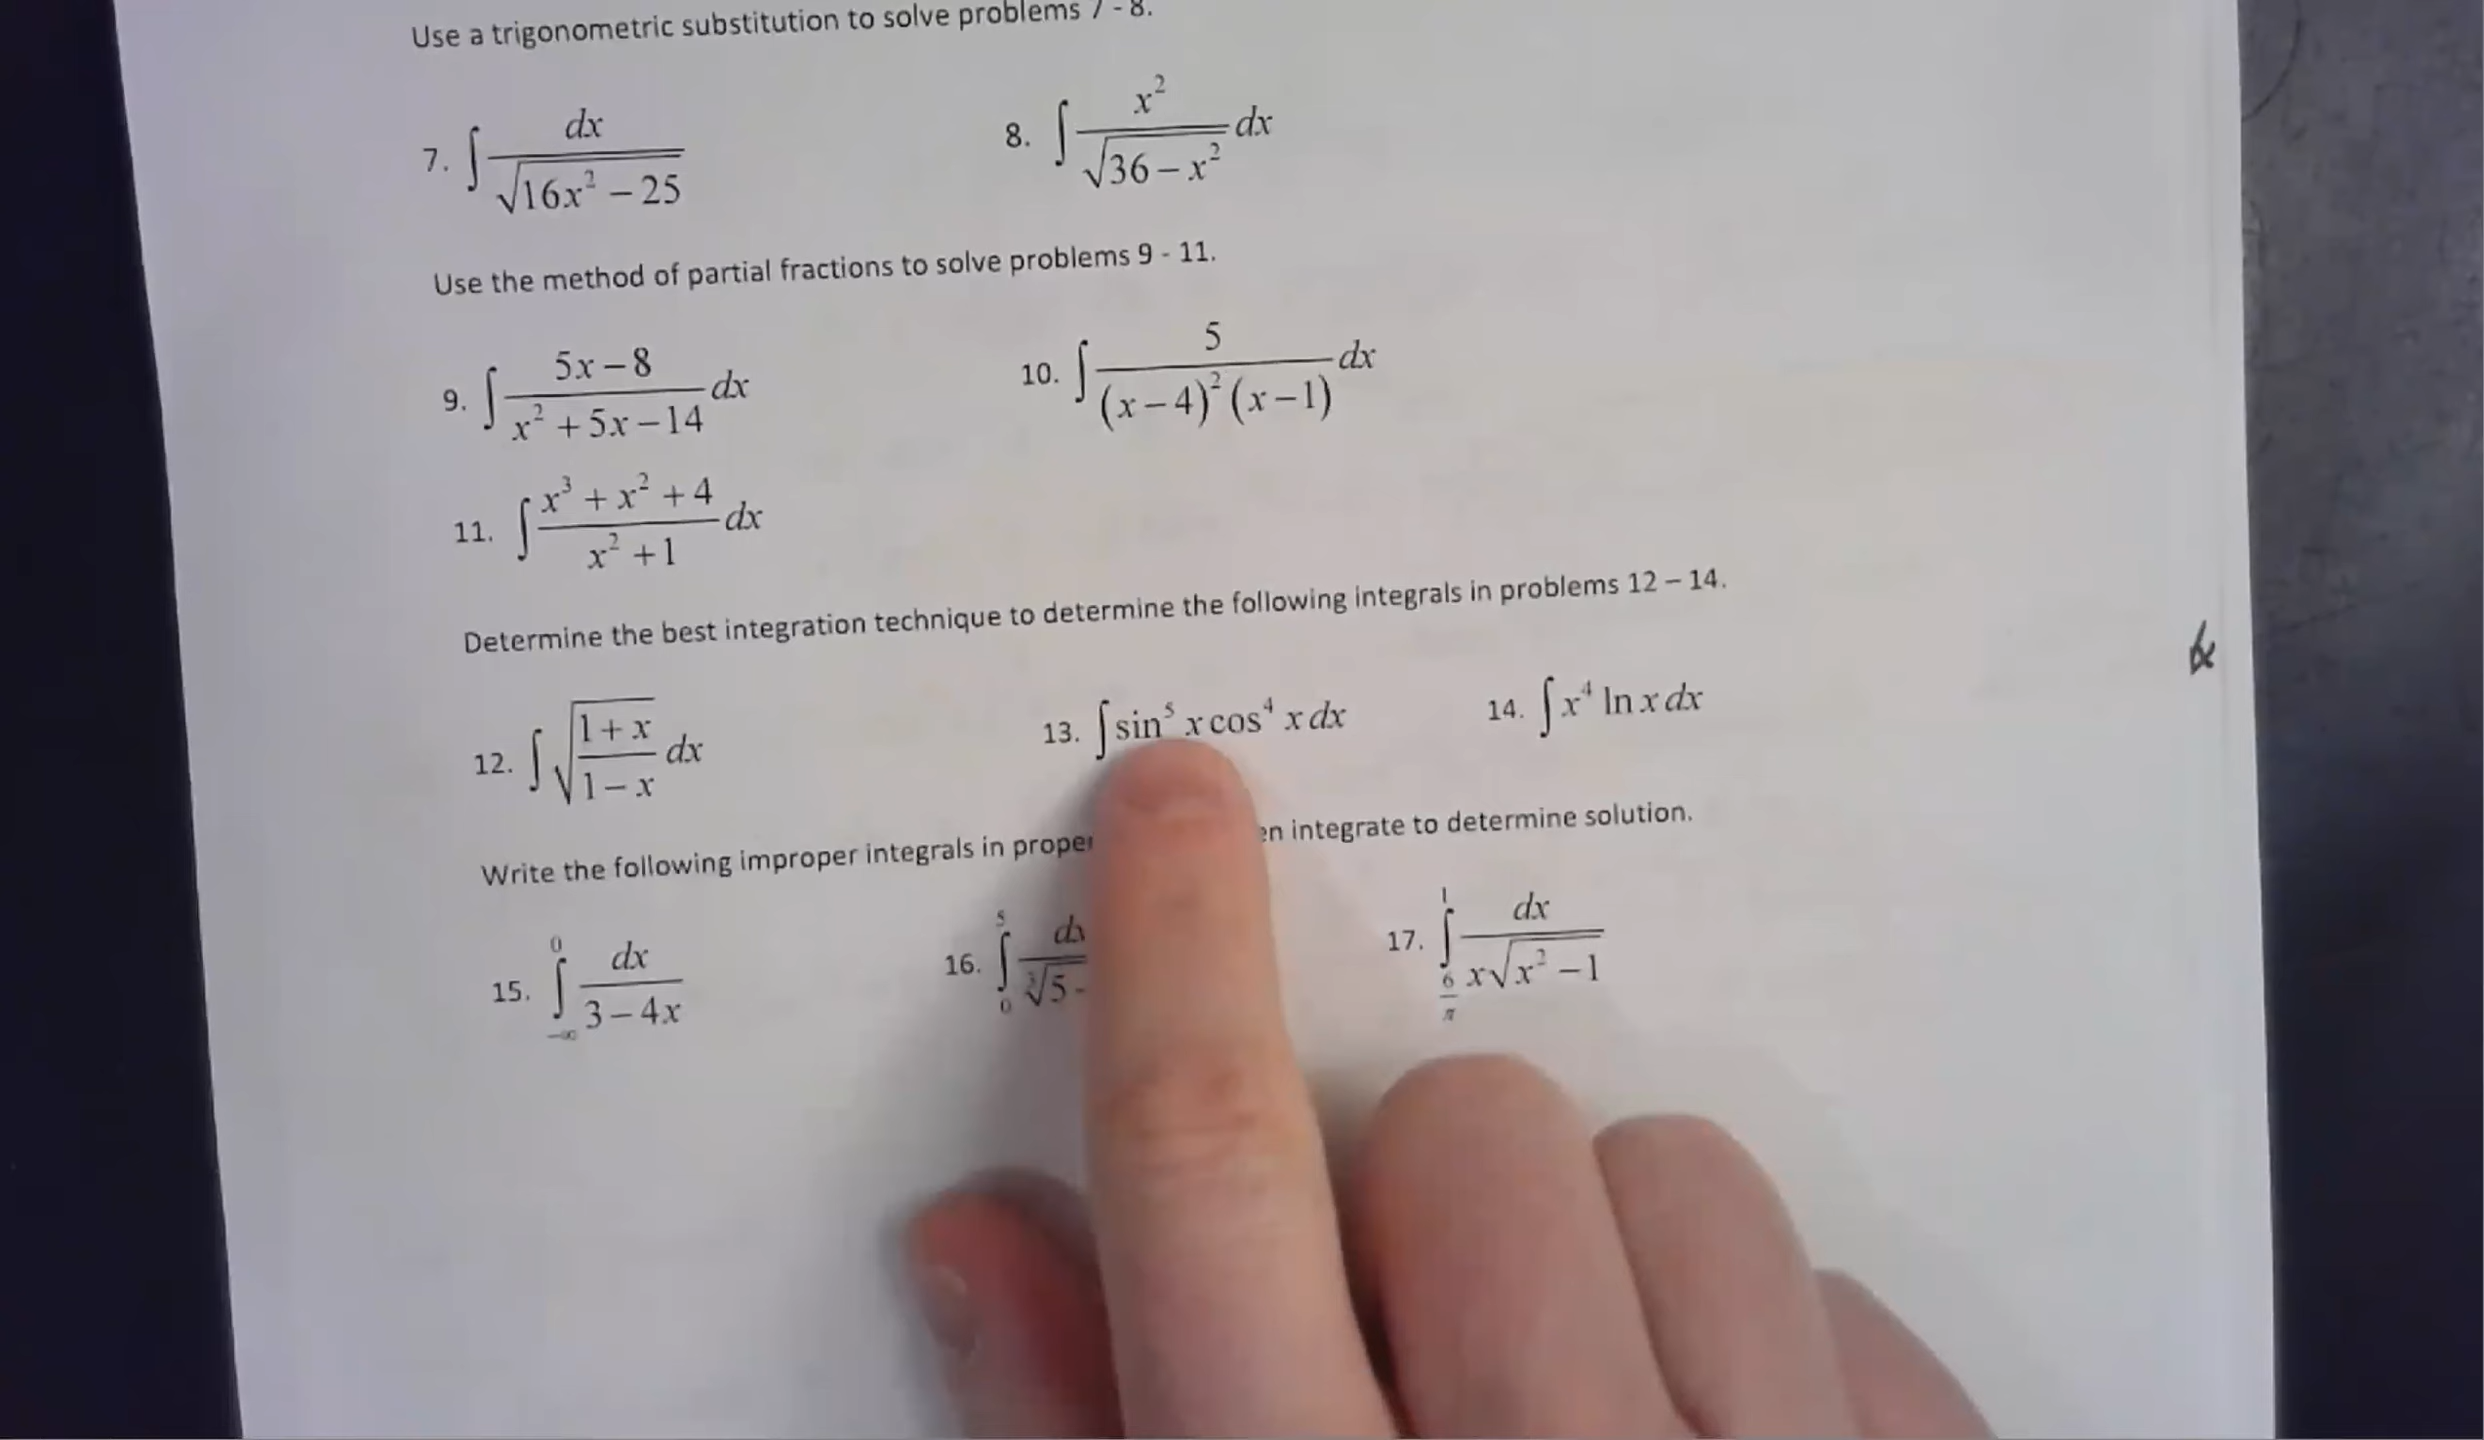 Use a trigonometric substitution to solve problems 7 - 8.
7. ∫ dx / √(16x² – 25)
8. ∫ x² / √(36 – x²) dx
Use the method of partial fractions to solve problems 9 - 11.
9. ∫ (5x – 8) / (x² + 5x – 14) dx
10. ∫ 5 / ((x – 4)² (x – 1)) dx
11. ∫ (x³ + x² + 4) / (x² + 1) dx
Determine the best integration technique to determine the following integrals in problems 12 – 14.
12. ∫ √((1 + x) / (1 – x)) dx
13. ∫ sin⁵ x cos⁴ x dx
14. ∫ x⁴ ln x dx
Write the following improper integrals in integrate to determine solution.
15. ∫_{-∞}^{0} dx / (3 – 4x)
16. ∫_{0}^{5} / 5 -
17. ∫_{6/π}^{1} dx / (x√(x² – 1))